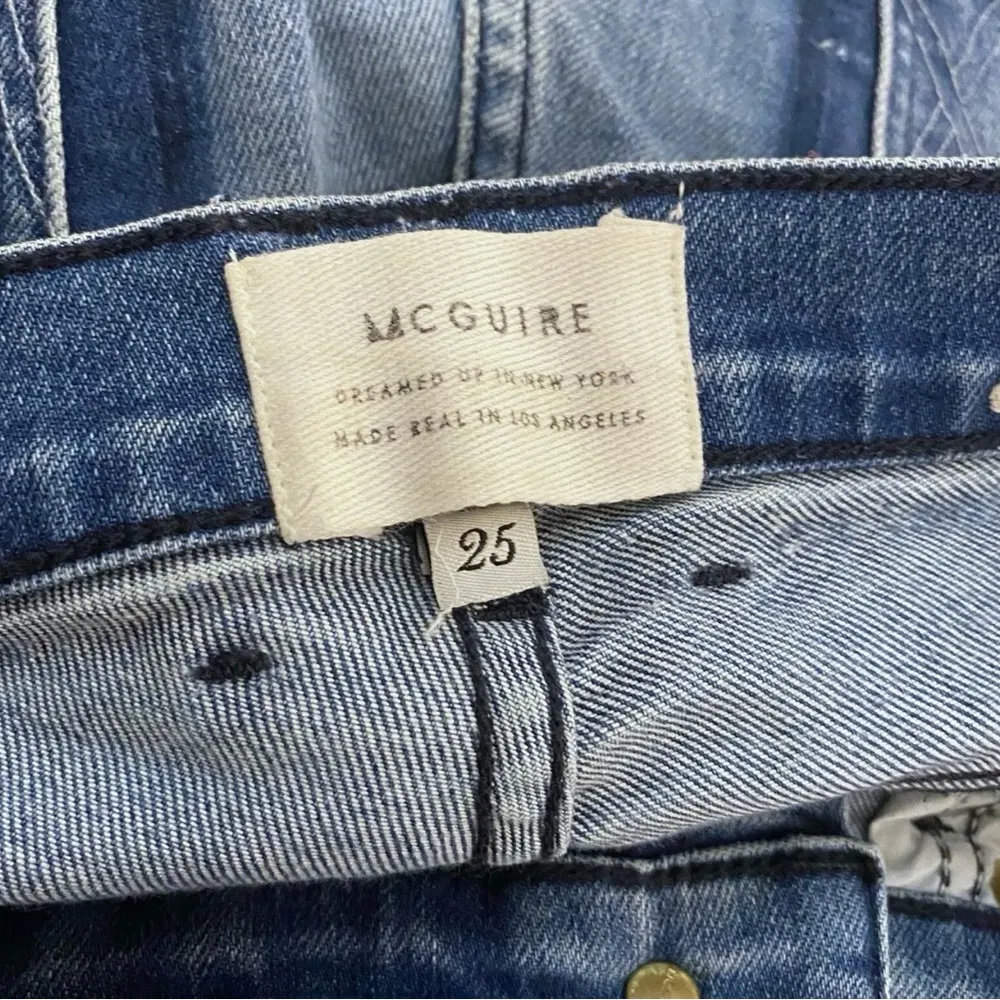 MCGUIRE
DREAMED UP IN NEW YORK
MADE REAL IN LOS ANGELES
25